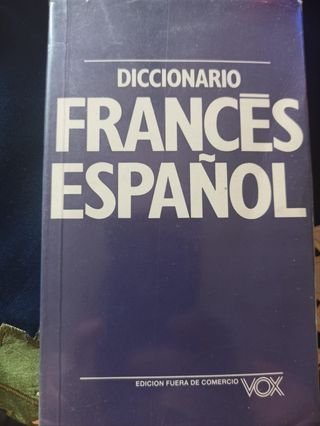 DICCIONARIO
FRANCÉS
ESPAÑOL
EDICION FUERA DE COMERCIO VOX